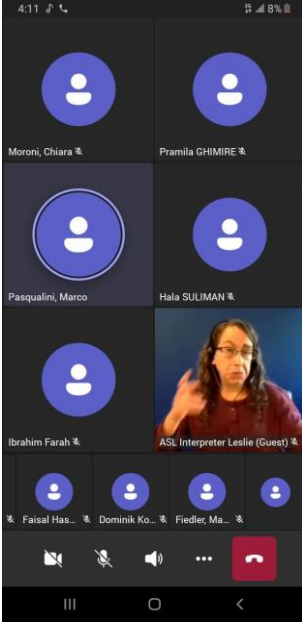 4:11 3G 8%
Moroni, Chiara Pramila GHIMIRE
Pasqualini, Marco Hala SULIMAN
Ibrahim Farah ASL Interpreter Leslie (Guest)
Faisal Has... Dominik Ko... Fiedler, Ma...